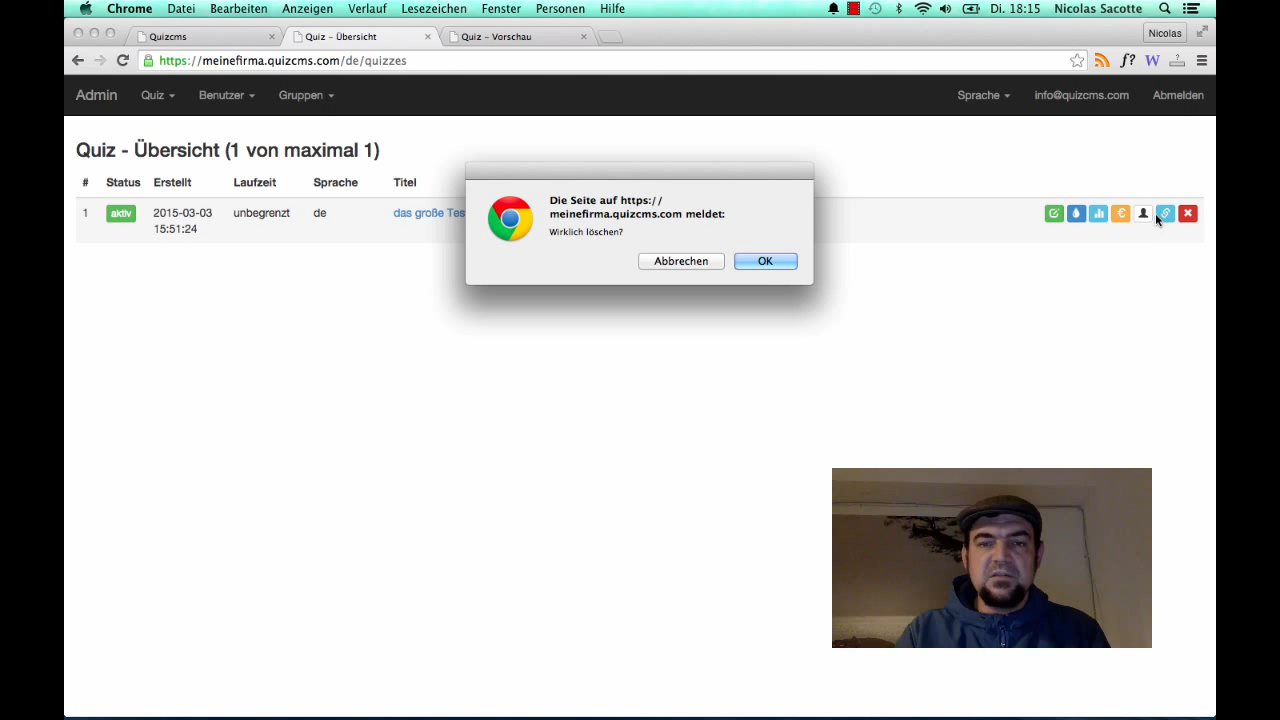 Chrome Datei Bearbeiten Anzeigen Verlauf Lesezeichen Fenster Personen Hilfe Di. 18:15 Nicolas Sacotte
Quizcms Quiz - Übersicht Quiz - Vorschau Nicolas
https://meinefirma.quizcms.com/de/quizzes f? W
Admin Quiz Benutzer Gruppen Sprache info@quizcms.com Abmelden
Quiz - Übersicht (1 von maximal 1)
# Status Erstellt Laufzeit Sprache Titel
1 aktiv 2015-03-03 unbegrenzt de das große Tes
15:51:24
Die Seite auf https://
meinefirma.quizcms.com meldet:
Wirklich löschen?
Abbrechen OK